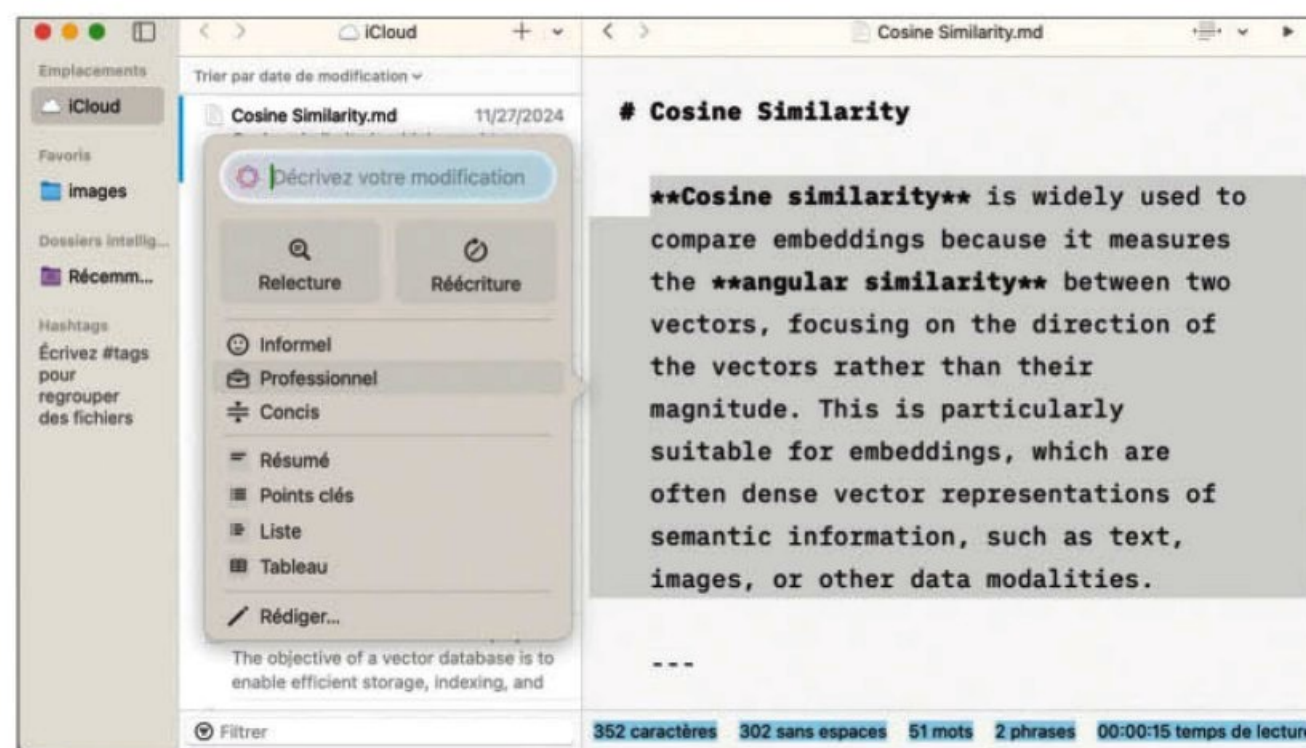 iCloud
Cosine Similarity.md
Emplacements
iCloud
Favoris
images
Dossiers intellig...
Récemm...
Hashtags
Écrivez #tags
pour
regrouper
des fichiers
Trier par date de modification
Cosine Similarity.md 11/27/2024
Décrivez votre modification
Relecture Réécriture
Informel
Professionnel
Concis
Résumé
Points clés
Liste
Tableau
Rédiger...
The objective of a vector database is to
enable efficient storage, indexing, and
Filtrer
# Cosine Similarity
**Cosine similarity** is widely used to
compare embeddings because it measures
the **angular similarity** between two
vectors, focusing on the direction of
the vectors rather than their
magnitude. This is particularly
suitable for embeddings, which are
often dense vector representations of
semantic information, such as text,
images, or other data modalities.
---
352 caractères 302 sans espaces 51 mots 2 phrases 00:00:15 temps de lecture